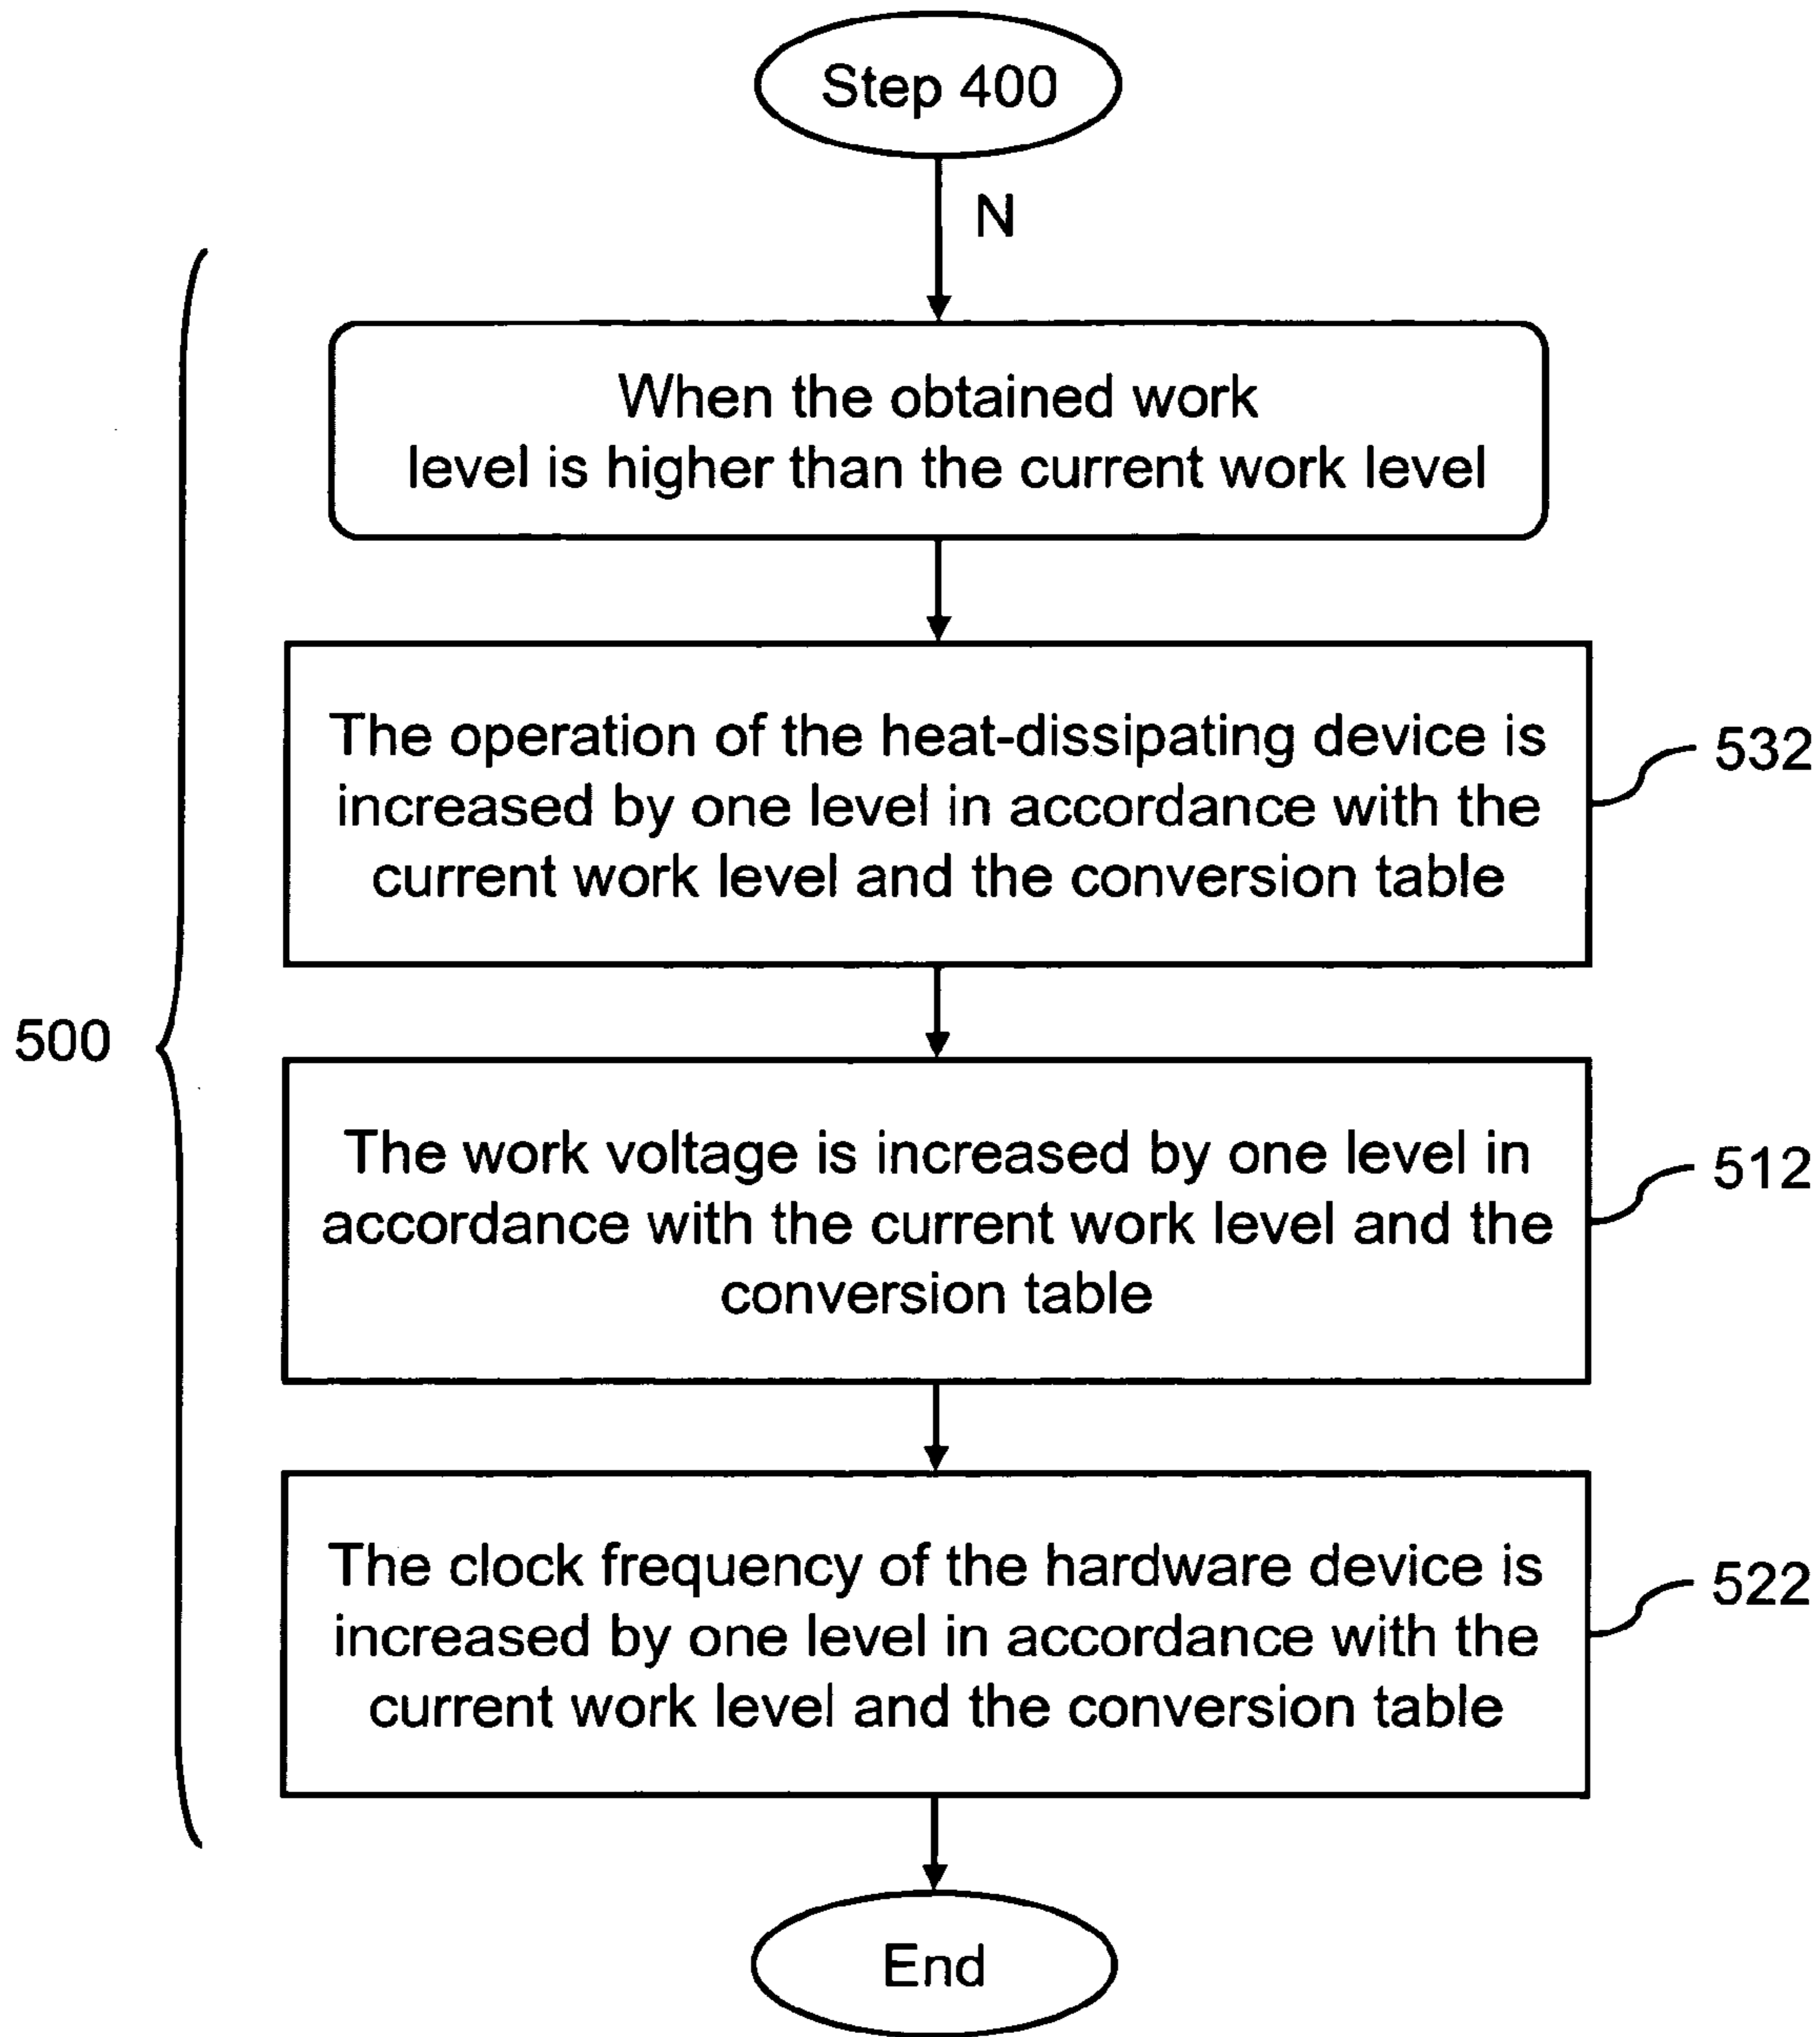 Step 400
N
When the obtained work
level is higher than the current work level
The operation of the heat-dissipating device is
increased by one level in accordance with the
current work level and the conversion table
532
500
The work voltage is increased by one level in
accordance with the current work level and the
conversion table
512
The clock frequency of the hardware device is
increased by one level in accordance with the
current work level and the conversion table
522
End